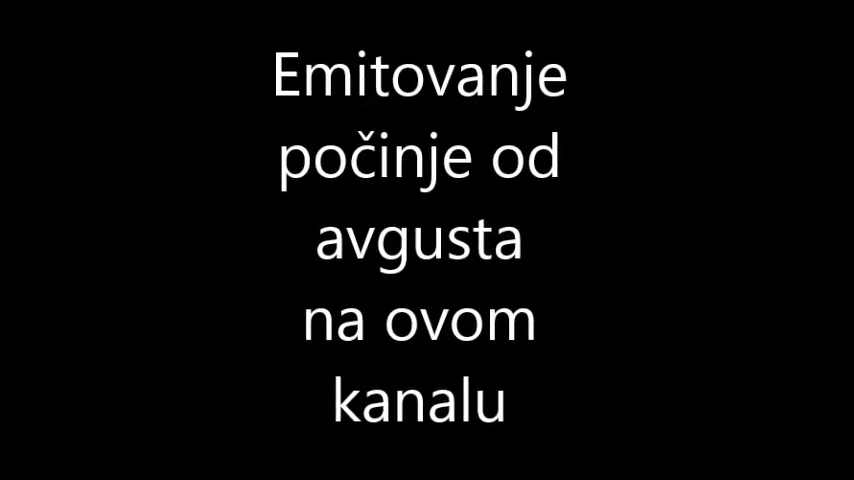 Emitovanje
počinje od
avgusta
na ovom
kanalu